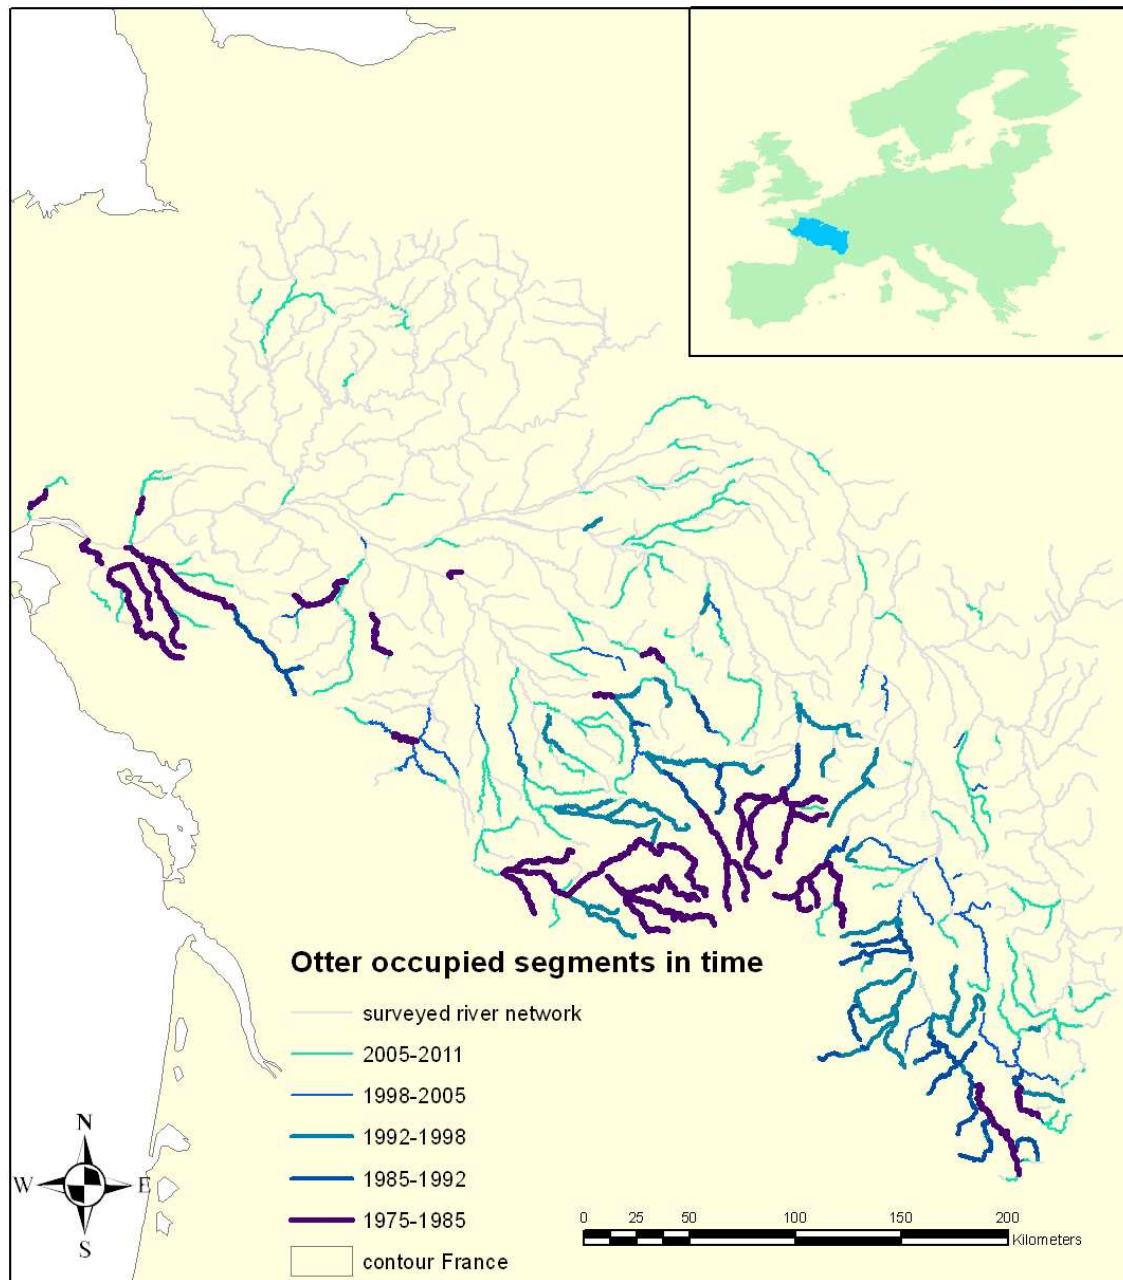 Otter occupied segments in time
surveyed river network
2005-2011
1998-2005
1992-1998
1985-1992
1975-1985
contour France
N
W E
S
0 25 50 100 150 200
Kilometers